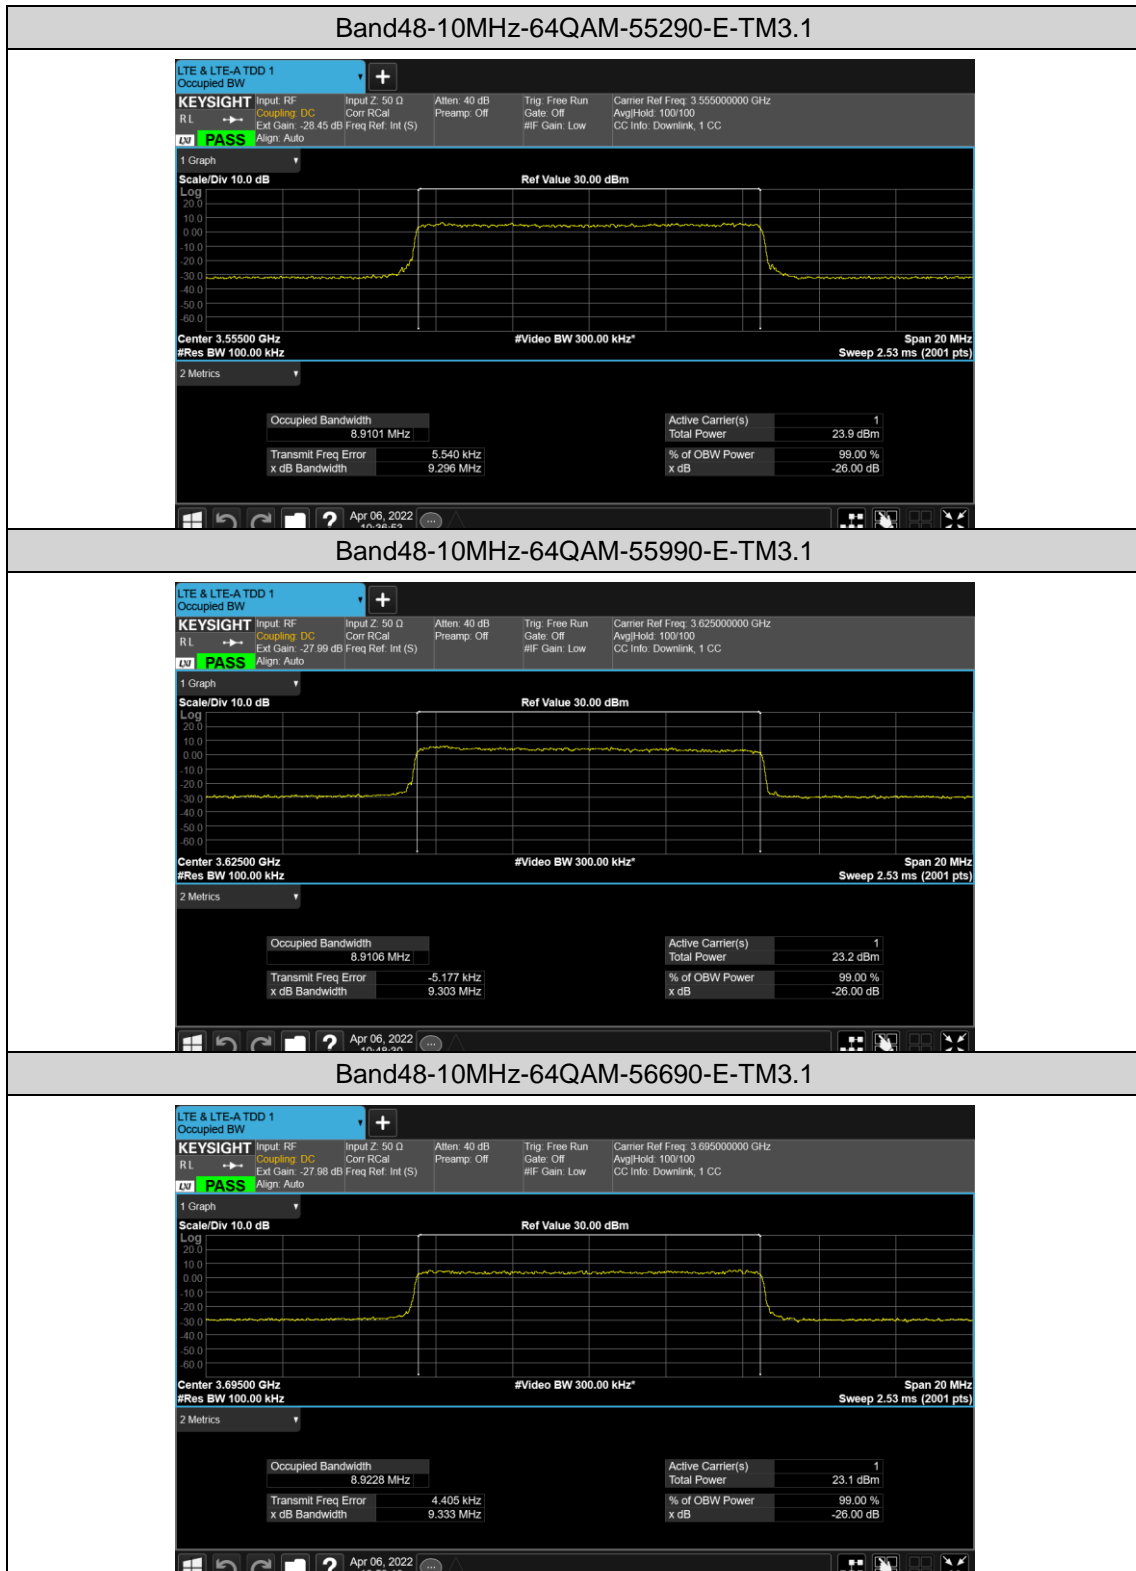 Band48-10MHz-64QAM-55290-E-TM3.1
LTE & LTE-A TDD 1
Occupied BW
KEYSIGHT Input: RF Input Z: 50 Ω Atten: 40 dB Trig: Free Run Carrier Ref Freq: 3.555000000 GHz
R L Coupling: DC Corr RCal Preamp: Off Gate: Off Avg|Hold: 100/100
Ext Gain: -28.45 dB Freq Ref: Int (S) #IF Gain: Low CC Info: Downlink, 1 CC
LXI PASS Align: Auto
1 Graph
Scale/Div 10.0 dB Ref Value 30.00 dBm
Log
20.0
10.0
0.00
-10.0
-20.0
-30.0
-40.0
-50.0
-60.0
Center 3.55500 GHz #Video BW 300.00 kHz* Span 20 MHz
#Res BW 100.00 kHz Sweep 2.53 ms (2001 pts)
2 Metrics
Occupied Bandwidth Active Carrier(s) 1
8.9101 MHz Total Power 23.9 dBm
Transmit Freq Error 5.540 kHz % of OBW Power 99.00 %
x dB Bandwidth 9.296 MHz x dB -26.00 dB
? Apr 06, 2022
Band48-10MHz-64QAM-55990-E-TM3.1
LTE & LTE-A TDD 1
Occupied BW
KEYSIGHT Input: RF Input Z: 50 Ω Atten: 40 dB Trig: Free Run Carrier Ref Freq: 3.625000000 GHz
R L Coupling: DC Corr RCal Preamp: Off Gate: Off Avg|Hold: 100/100
Ext Gain: -27.99 dB Freq Ref: Int (S) #IF Gain: Low CC Info: Downlink, 1 CC
LXI PASS Align: Auto
1 Graph
Scale/Div 10.0 dB Ref Value 30.00 dBm
Log
20.0
10.0
0.00
-10.0
-20.0
-30.0
-40.0
-50.0
-60.0
Center 3.62500 GHz #Video BW 300.00 kHz* Span 20 MHz
#Res BW 100.00 kHz Sweep 2.53 ms (2001 pts)
2 Metrics
Occupied Bandwidth Active Carrier(s) 1
8.9106 MHz Total Power 23.2 dBm
Transmit Freq Error -5.177 kHz % of OBW Power 99.00 %
x dB Bandwidth 9.303 MHz x dB -26.00 dB
? Apr 06, 2022
Band48-10MHz-64QAM-56690-E-TM3.1
LTE & LTE-A TDD 1
Occupied BW
KEYSIGHT Input: RF Input Z: 50 Ω Atten: 40 dB Trig: Free Run Carrier Ref Freq: 3.695000000 GHz
R L Coupling: DC Corr RCal Preamp: Off Gate: Off Avg|Hold: 100/100
Ext Gain: -27.98 dB Freq Ref: Int (S) #IF Gain: Low CC Info: Downlink, 1 CC
LXI PASS Align: Auto
1 Graph
Scale/Div 10.0 dB Ref Value 30.00 dBm
Log
20.0
10.0
0.00
-10.0
-20.0
-30.0
-40.0
-50.0
-60.0
Center 3.69500 GHz #Video BW 300.00 kHz* Span 20 MHz
#Res BW 100.00 kHz Sweep 2.53 ms (2001 pts)
2 Metrics
Occupied Bandwidth Active Carrier(s) 1
8.9228 MHz Total Power 23.1 dBm
Transmit Freq Error 4.405 kHz % of OBW Power 99.00 %
x dB Bandwidth 9.333 MHz x dB -26.00 dB
? Apr 06, 2022